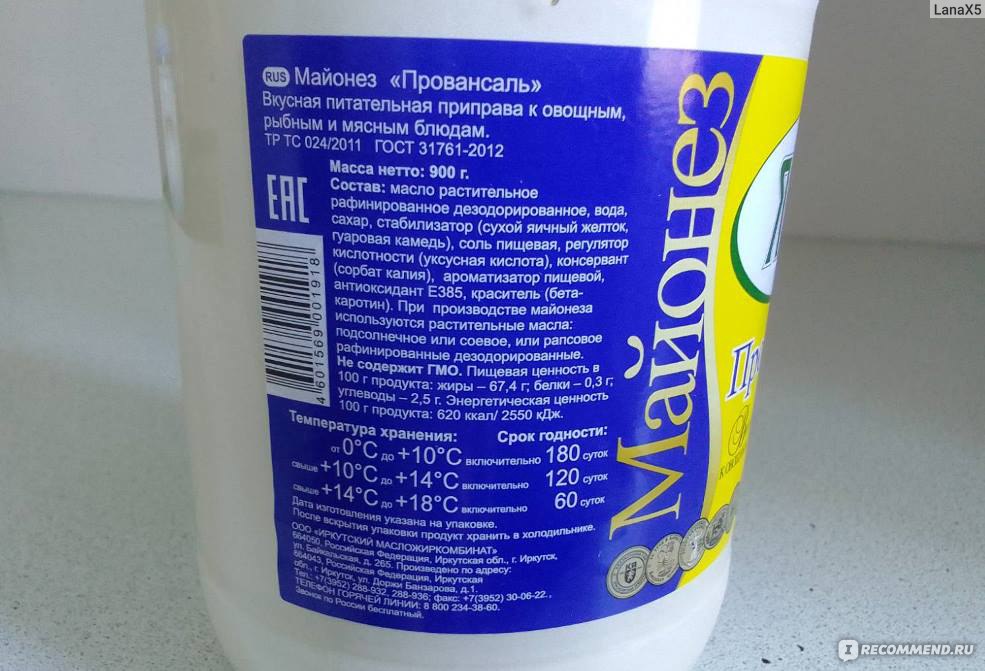 LanaX5
RUS Майонез «Провансаль»
Вкусная питательная приправа к овощным,
рыбным и мясным блюдам.
ТР ТС 024/2011 ГОСТ 31761-2012
Масса нетто: 900 г.
Состав: масло растительное
рафинированное дезодорированное, вода,
сахар, стабилизатор (сухой яичный желток,
гуаровая камедь), соль пищевая, регулятор
кислотности (уксусная кислота), консервант
(сорбат калия), ароматизатор пищевой,
антиоксидант Е385, краситель (бета-
каротин). При производстве майонеза
используются растительные масла:
подсолнечное или соевое, или рапсовое
рафинированные дезодорированные.
Не содержит ГМО. Пищевая ценность в
100 г продукта: жиры – 67,4 г; белки – 0,3 г;
углеводы – 2,5 г. Энергетическая ценность
100 г продукта: 620 ккал/ 2550 кДж.
ЕАС
4 601569 001918
Температура хранения: Срок годности:
от 0°С до +10°С включительно 180 суток
свыше +10°С до +14°С включительно 120 суток
свыше +14°С до +18°С включительно 60 суток
Дата изготовления указана на упаковке.
После вскрытия упаковки продукт хранить в холодильнике.
ООО «ИРКУТСКИЙ МАСЛОЖИРКОМБИНАТ»
664050, Российская Федерация, Иркутская обл., г. Иркутск,
ул. Байкальская, д. 265. Произведено по адресу:
664043, Российская Федерация, Иркутская
обл., г. Иркутск, ул. Доржи Банзарова, д.1.
Тел.: +7(3952) 288-932, 288-936; факс: +7(3952) 30-06-22.,
ТЕЛЕФОН ГОРЯЧЕЙ ЛИНИИ: 8 800 234-38-60.
Звонок по России бесплатный.
Майонез
Про
IRECOMMEND.RU